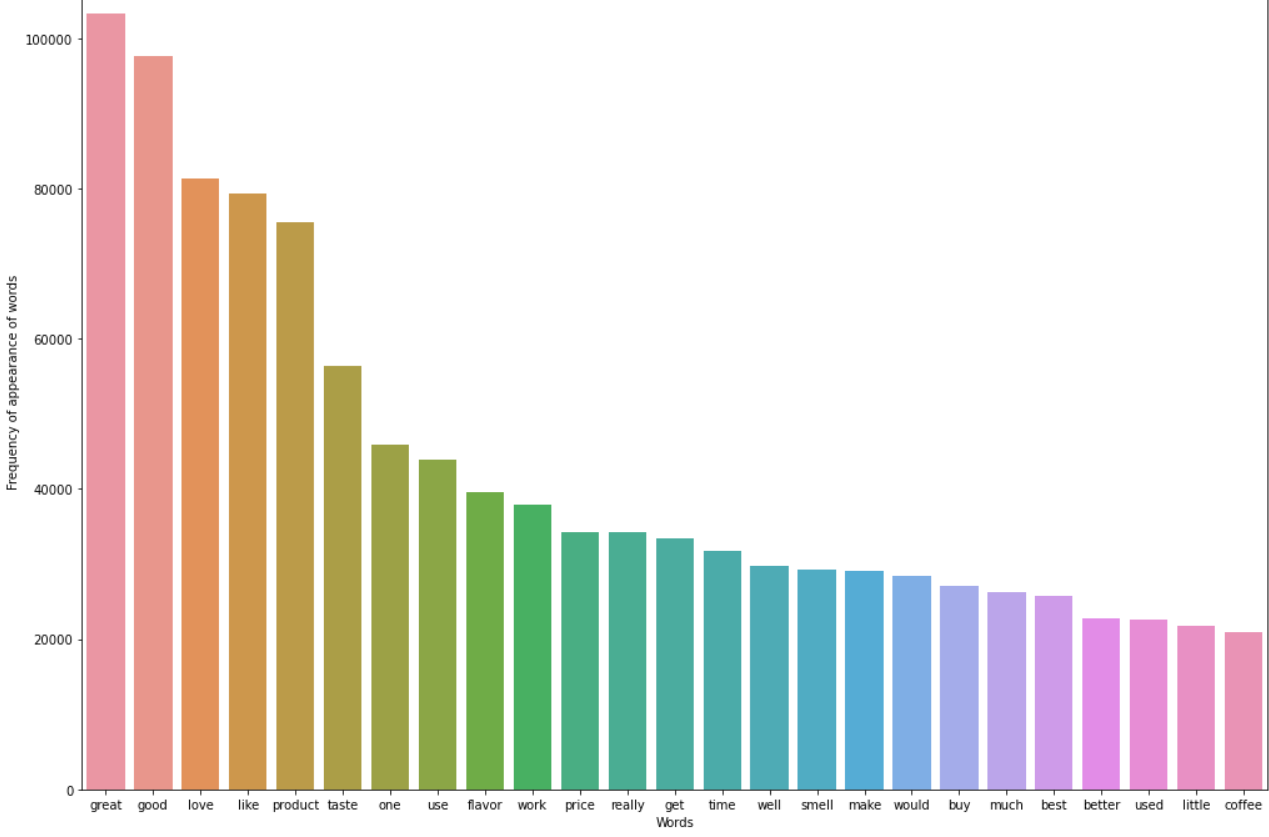 100000
80000
60000
40000
20000
0
Frequency of appearance of words
great good love like product taste one use flavor work price really get time well smell make would buy much best better used little coffee
Words